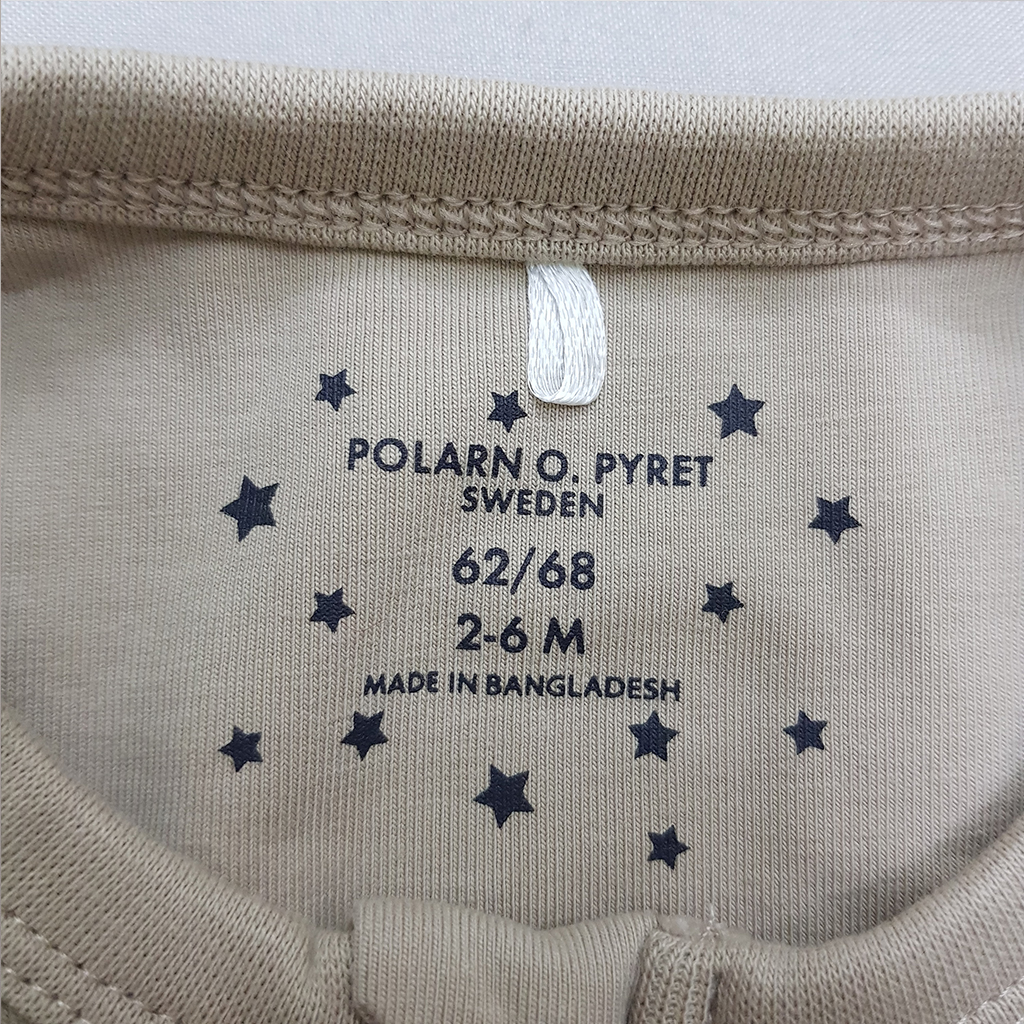 POLARN O. PYRET
SWEDEN
62/68
2-6 M
MADE IN BANGLADESH